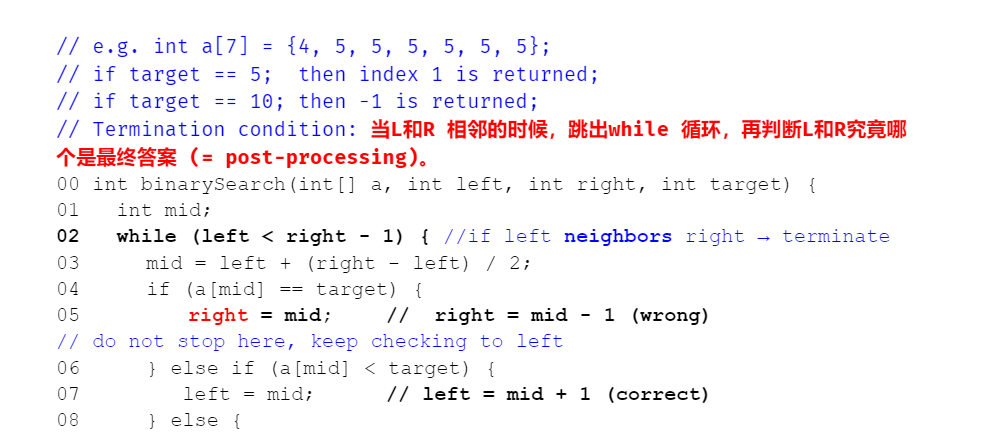 // e.g. int a[7] = {4, 5, 5, 5, 5, 5, 5};
// if target == 5;  then index 1 is returned;
// if target == 10; then -1 is returned;
// Termination condition: 当L和R 相邻的时候，跳出while 循环，再判断L和R究竟哪
个是最终答案 (= post-processing)。
00 int binarySearch(int[] a, int left, int right, int target) {
01   int mid;
02   while (left < right - 1) { //if left neighbors right → terminate
03     mid = left + (right - left) / 2;
04     if (a[mid] == target) {
05         right = mid;    //  right = mid - 1 (wrong)
// do not stop here, keep checking to left
06     } else if (a[mid] < target) {
07        left = mid;      // left = mid + 1 (correct)
08     } else {